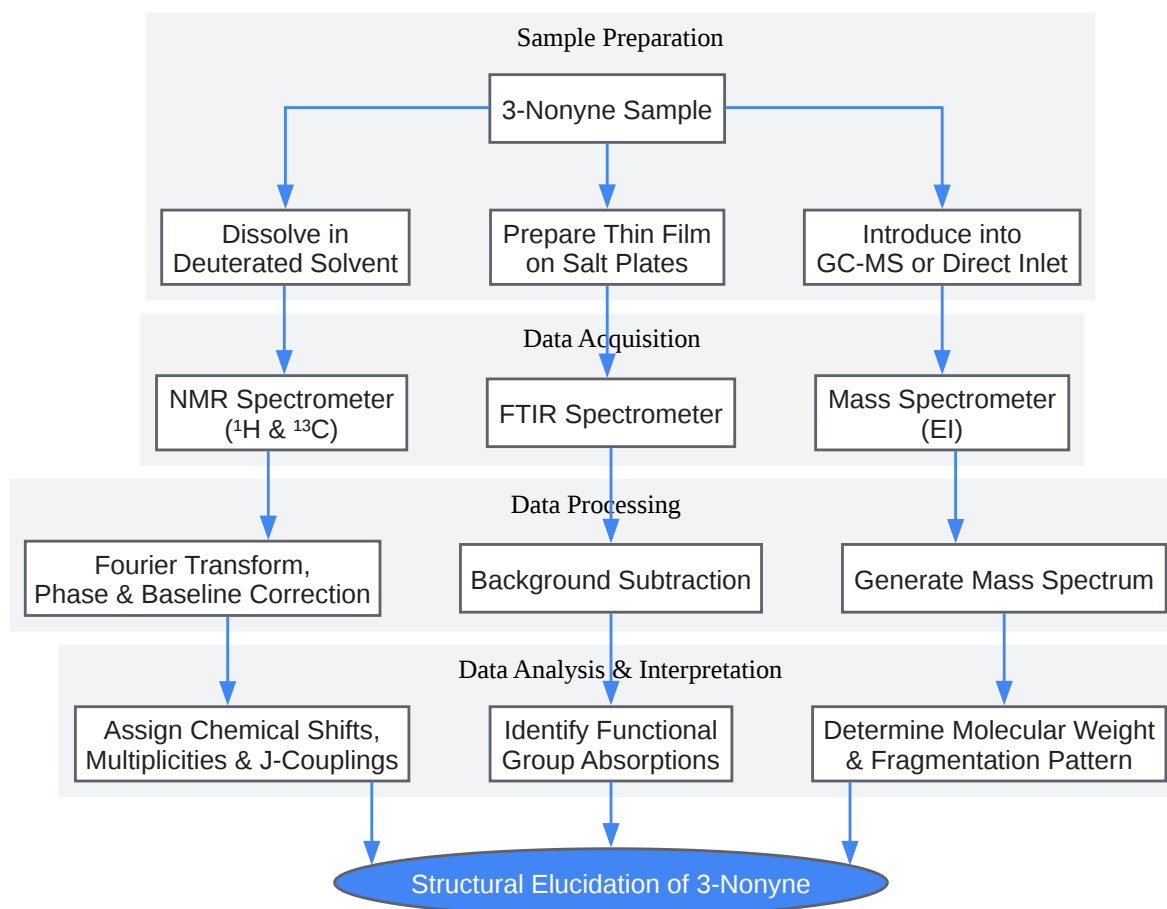 Sample Preparation
3-Nonyne Sample
Dissolve in
Deuterated Solvent
Prepare Thin Film
on Salt Plates
Introduce into
GC-MS or Direct Inlet
Data Acquisition
NMR Spectrometer
(¹H & ¹³C)
FTIR Spectrometer
Mass Spectrometer
(EI)
Data Processing
Fourier Transform,
Phase & Baseline Correction
Background Subtraction
Generate Mass Spectrum
Data Analysis & Interpretation
Assign Chemical Shifts,
Multiplicities & J-Couplings
Identify Functional
Group Absorptions
Determine Molecular Weight
& Fragmentation Pattern
Structural Elucidation of 3-Nonyne